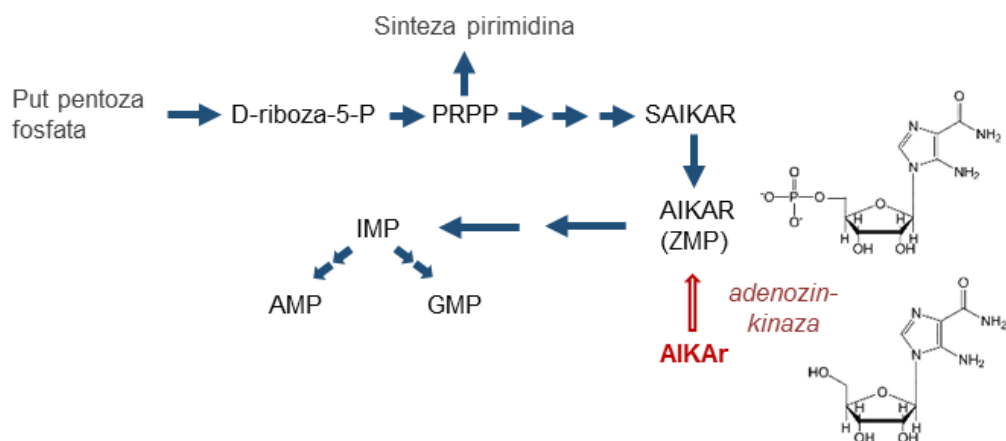 Sinteza pirimidina
Put pentoza
fosfata
D-riboza-5-P
PRPP
SAIKAR
AIKAR
(ZMP)
IMP
AMP
GMP
adenozin-
kinaza
AIKAr
O
N
NH₂
N
NH₂
O
⁻O
P
O
O⁻
O
H
H
H
H
OH
OH
O
N
NH₂
N
NH₂
HO
O
H
H
H
H
OH
OH